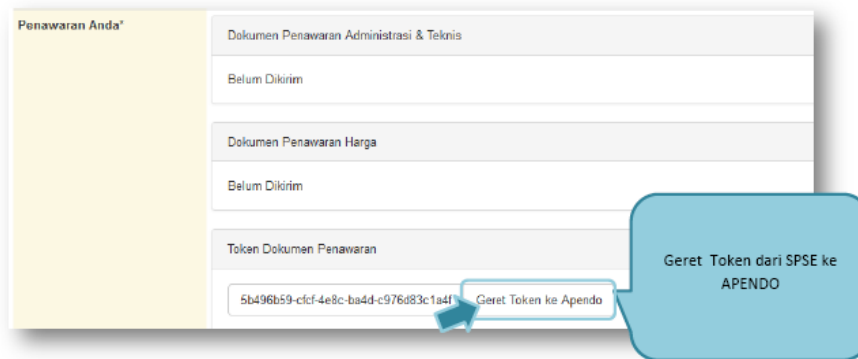 Penawaran Anda*
Dokumen Penawaran Administrasi & Teknis
Belum Dikirim
Dokumen Penawaran Harga
Belum Dikirim
Token Dokumen Penawaran
5b496b59-cfcf-4e8c-ba4d-c976d83c1a4f Geret Token ke Apendo
Geret Token dari SPSE ke
APENDO